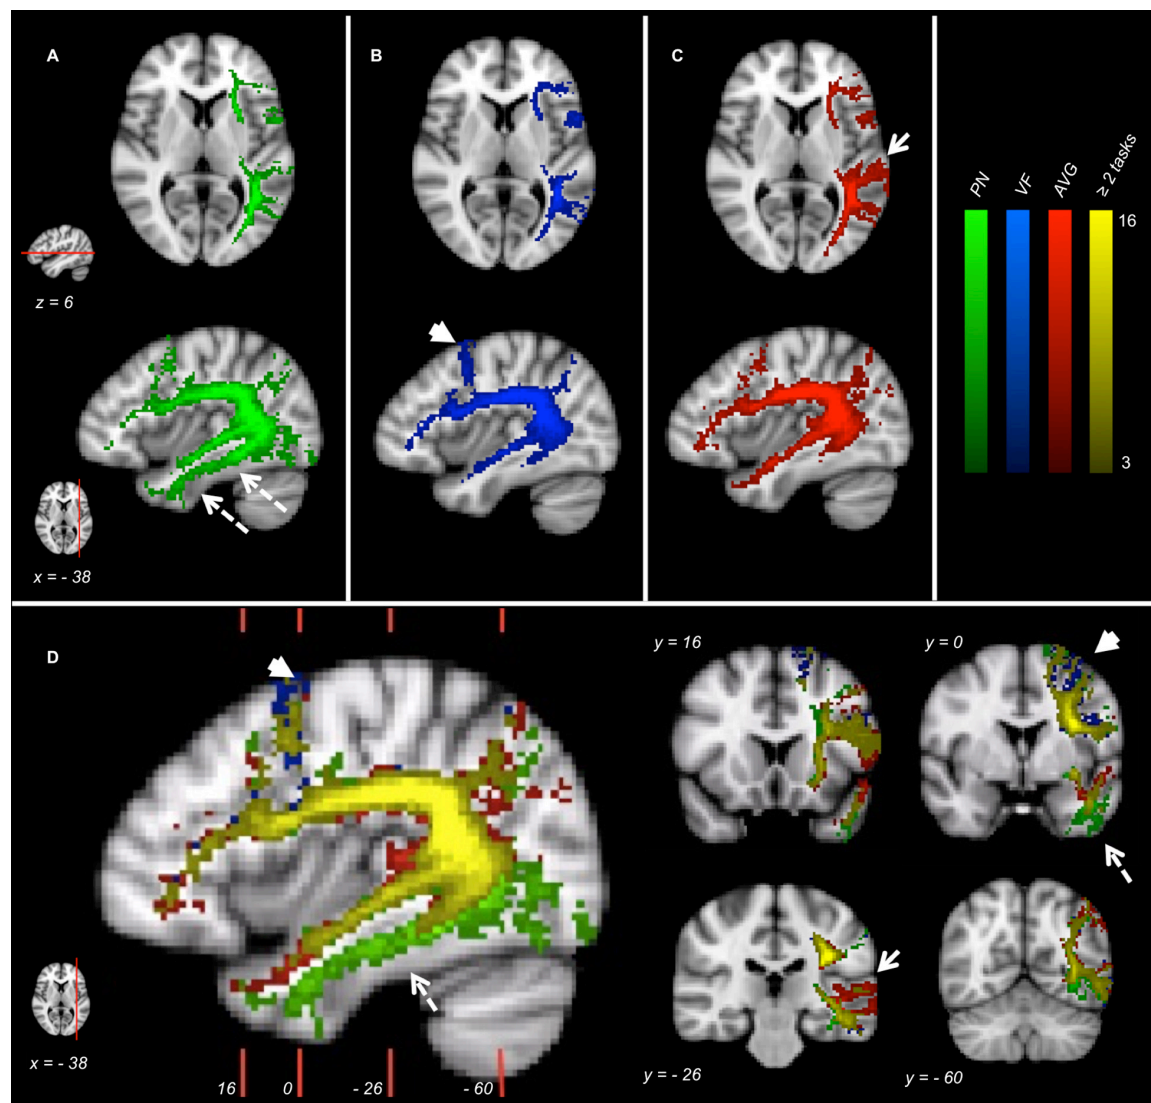 A
B
C
PN
VF
AVG
≥ 2 tasks
16
3
z = 6
x = - 38
D
y = 16
y = 0
y = - 26
y = - 60
x = - 38
16
0
- 26
- 60